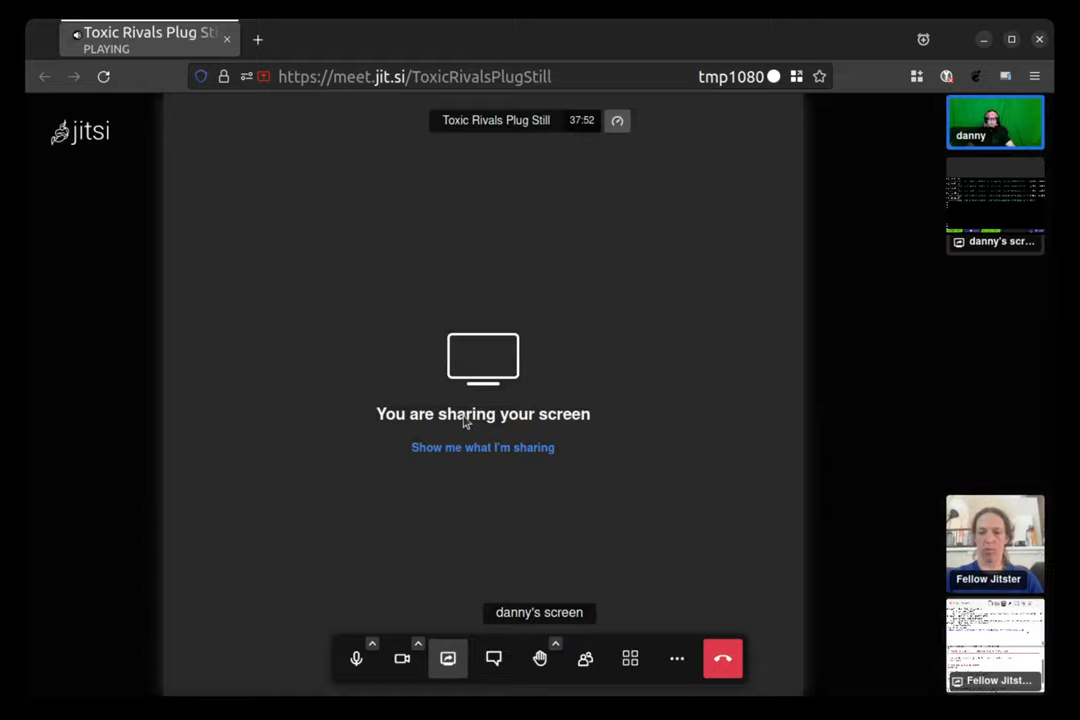 Toxic Rivals Plug Sti
PLAYING
https://meet.jit.si/ToxicRivalsPlugStill
tmp1080
jitsi
Toxic Rivals Plug Still
37:52
danny
danny's scr...
You are sharing your screen
Show me what I'm sharing
Fellow Jitster
danny's screen
Fellow Jitst...